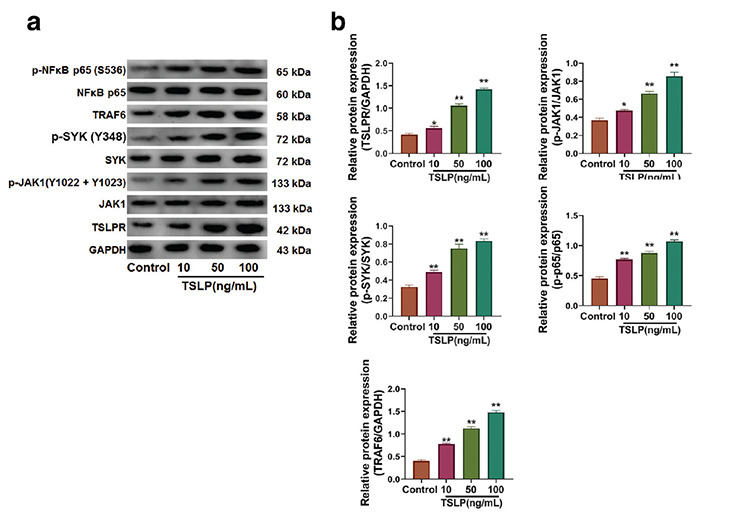 a
p-NFκB p65 (S536) 65 kDa
NFκB p65 60 kDa
TRAF6 58 kDa
p-SYK (Y348) 72 kDa
SYK 72 kDa
p-JAK1(Y1022 + Y1023) 133 kDa
JAK1 133 kDa
TSLPR 42 kDa
GAPDH 43 kDa
Control 10 50 100
TSLP(ng/mL)
b
Relative protein expression
(TSLPR/GAPDH)
2.0
1.5
1.0
0.5
0.0
* ** **
Control 10 50 100
TSLP(ng/mL)
Relative protein expression
(p-JAK1/JAK1)
1.0
0.8
0.6
0.4
0.2
0.0
* ** **
Control 10 50 100
TSLP(ng/mL)
Relative protein expression
(p-SYK/SYK)
1.0
0.8
0.6
0.4
0.2
0.0
** ** **
Control 10 50 100
TSLP(ng/mL)
Relative protein expression
(p-p65/p65)
1.5
1.0
0.5
0.0
** ** **
Control 10 50 100
TSLP(ng/mL)
Relative protein expression
(TRAF6/GAPDH)
2.0
1.5
1.0
0.5
0.0
** ** **
Control 10 50 100
TSLP(ng/mL)